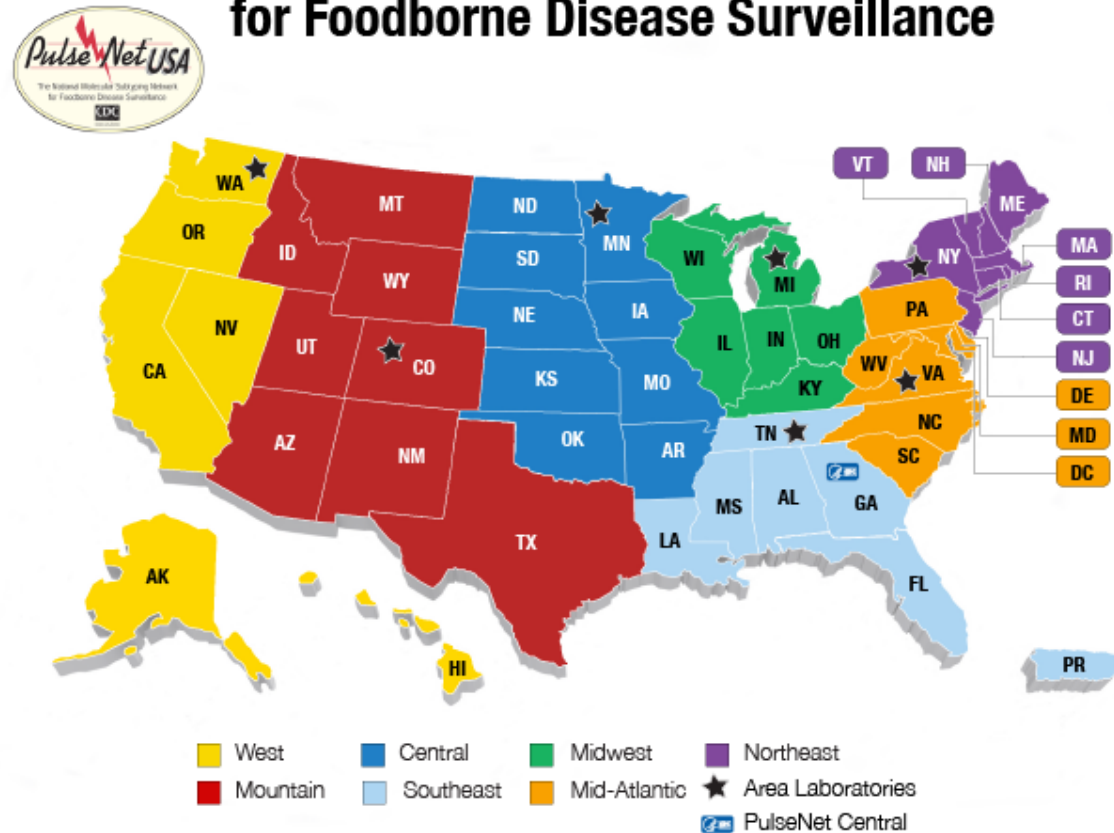 for Foodborne Disease Surveillance
PulseNet USA
The National Molecular Subtyping Network
for Foodborne Disease Surveillance
CDC
VT
NH
WA
MT
ND
MN
ME
OR
ID
SD
WI
MI
NY
MA
WY
RI
NE
IA
PA
CT
NV
UT
CO
IL
IN
OH
NJ
CA
KS
MO
WV
VA
DE
KY
AZ
NM
OK
AR
TN
NC
MD
SC
DC
MS
AL
GA
TX
LA
AK
FL
HI
PR
West
Central
Midwest
Northeast
Mountain
Southeast
Mid-Atlantic
Area Laboratories
PulseNet Central